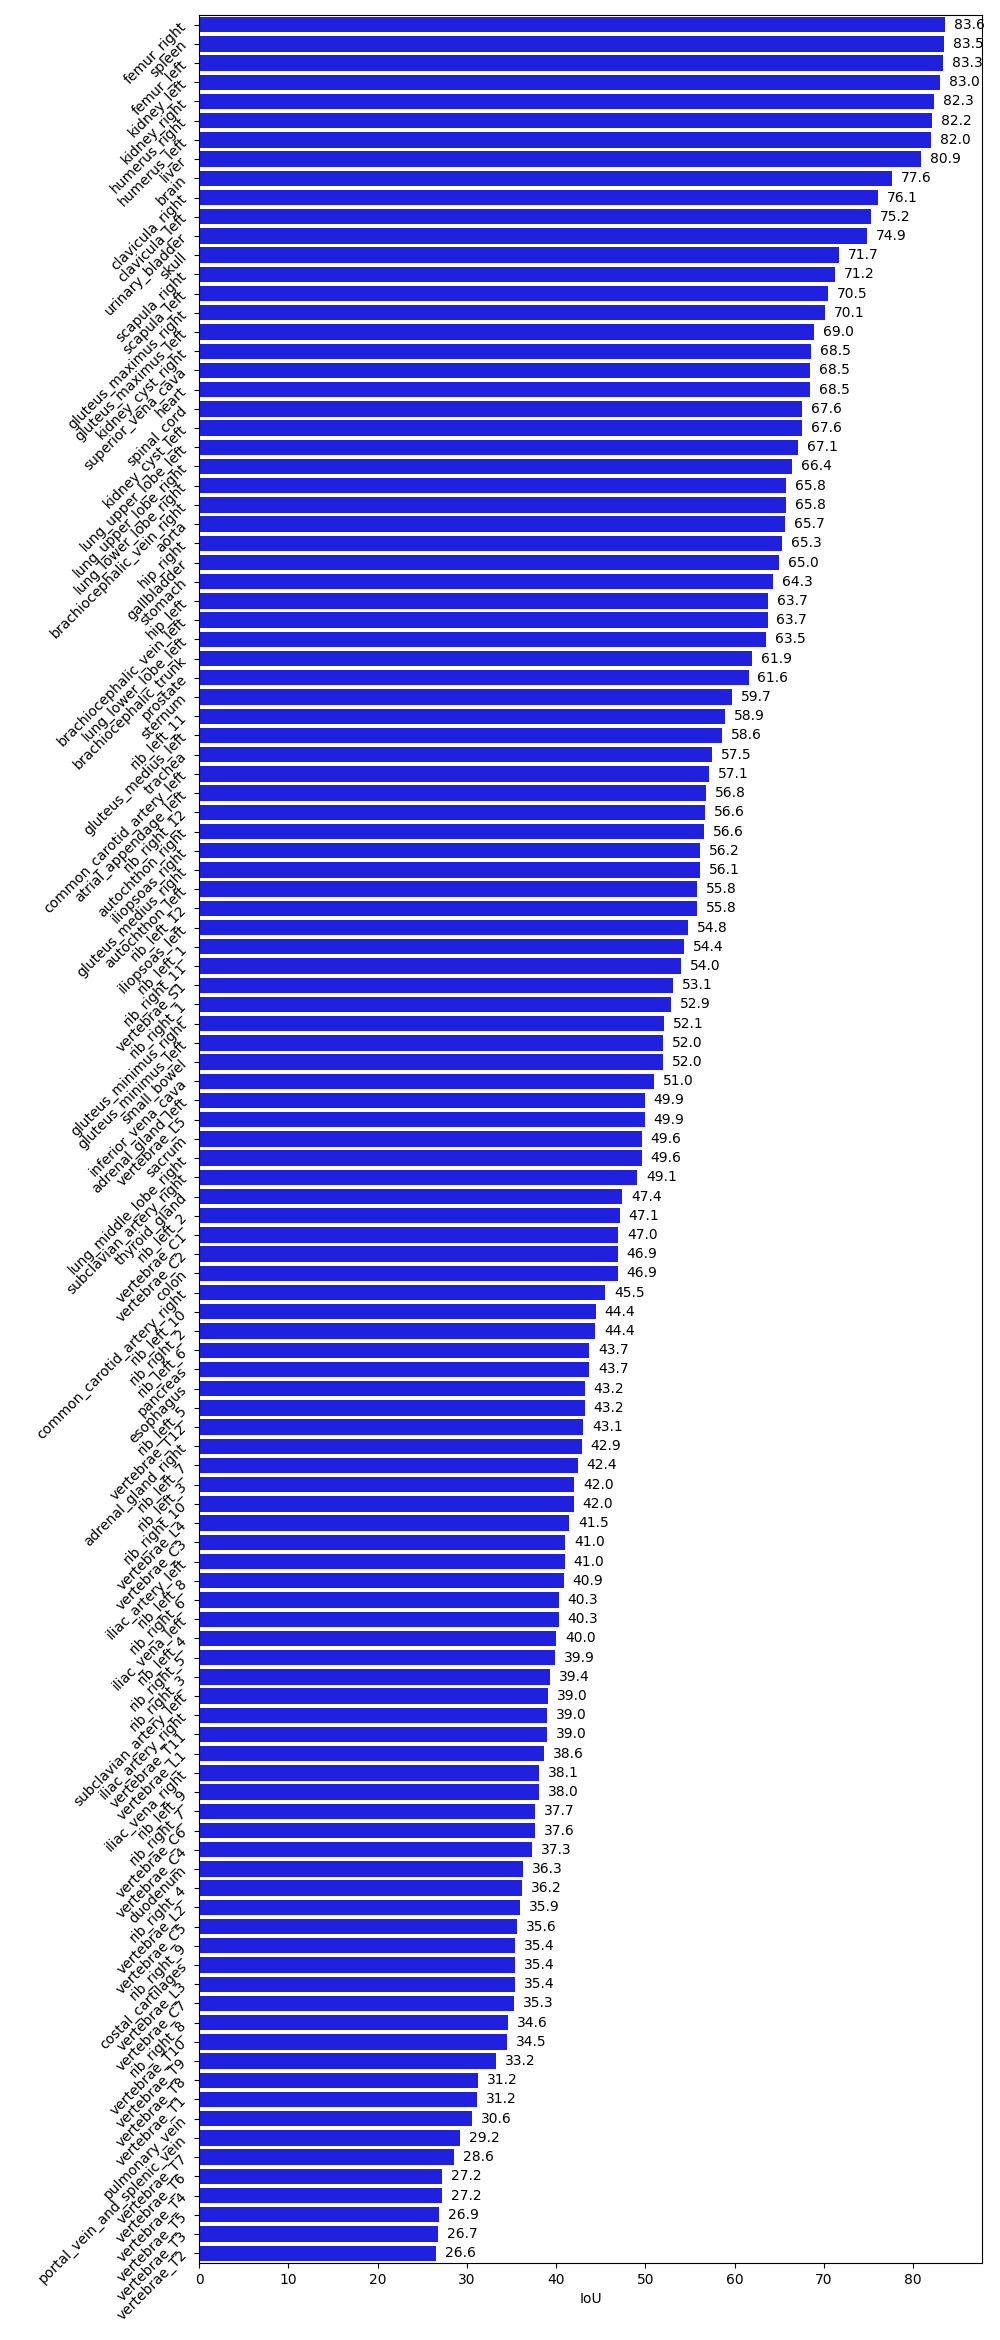 femur_right 83.6
spleen 83.5
femur_left 83.3
kidney_left 83.0
kidney_right 82.3
humerus_right 82.2
humerus_left 82.0
liver 80.9
brain 77.6
clavicula_right 76.1
clavicula_left 75.2
urinary_bladder 74.9
skull 71.7
scapula_right 71.2
scapula_left 70.5
gluteus_maximus_right 70.1
gluteus_maximus_left 69.0
kidney_cyst_right 68.5
superior_vena_cava 68.5
heart 68.5
spinal_cord 67.6
kidney_cyst_left 67.6
lung_upper_lobe_left 67.1
lung_upper_lobe_right 66.4
lung_lower_lobe_right 65.8
brachiocephalic_vein_right 65.8
aorta 65.7
hip_right 65.3
gallbladder 65.0
stomach 64.3
hip_left 63.7
brachiocephalic_vein_left 63.7
lung_lower_lobe_left 63.5
brachiocephalic_trunk 61.9
prostate 61.6
sternum 59.7
rib_left_11 58.9
gluteus_medius_left 58.6
trachea 57.5
common_carotid_artery_left 57.1
atrial_appendage_left 56.8
rib_right_12 56.6
autochthon_right 56.6
iliopsoas_right 56.2
gluteus_medius_right 56.1
autochthon_left 55.8
rib_left_12 55.8
iliopsoas_left 54.8
rib_left_1 54.4
rib_right_11 54.0
vertebrae_S1 53.1
rib_right_1 52.9
gluteus_minimus_right 52.1
gluteus_minimus_left 52.0
small_bowel 52.0
inferior_vena_cava 51.0
adrenal_gland_left 49.9
vertebrae_L5 49.9
sacrum 49.6
lung_middle_lobe_right 49.6
subclavian_artery_right 49.1
thyroid_gland 47.4
rib_left_2 47.1
vertebrae_C1 47.0
vertebrae_C2 46.9
colon 46.9
common_carotid_artery_right 45.5
rib_left_10 44.4
rib_right_2 44.4
rib_left_6 43.7
pancreas 43.7
esophagus 43.2
rib_left_5 43.2
vertebrae_T12 43.1
adrenal_gland_right 42.9
rib_left_7 42.4
rib_left_3 42.0
rib_right_10 42.0
vertebrae_L4 41.5
vertebrae_C3 41.0
iliac_artery_left 41.0
rib_left_8 40.9
rib_right_6 40.3
iliac_vena_left 40.3
rib_left_4 40.0
rib_right_5 39.9
rib_right_3 39.4
subclavian_artery_left 39.0
iliac_artery_right 39.0
vertebrae_T11 39.0
vertebrae_L1 38.6
iliac_vena_right 38.1
rib_left_9 38.0
rib_right_7 37.7
vertebrae_C6 37.6
vertebrae_C4 37.3
duodenum 36.3
rib_right_4 36.2
vertebrae_L2 35.9
vertebrae_C5 35.6
rib_right_9 35.4
costal_cartilages 35.4
vertebrae_L3 35.4
vertebrae_C7 35.3
rib_right_8 34.6
vertebrae_T10 34.5
vertebrae_T9 33.2
vertebrae_T8 31.2
vertebrae_T1 31.2
pulmonary_vein 30.6
portal_vein_and_splenic_vein 29.2
vertebrae_T7 28.6
vertebrae_T6 27.2
vertebrae_T4 27.2
vertebrae_T5 26.9
vertebrae_T3 26.7
vertebrae_T2 26.6
0 10 20 30 40 50 60 70 80
IoU